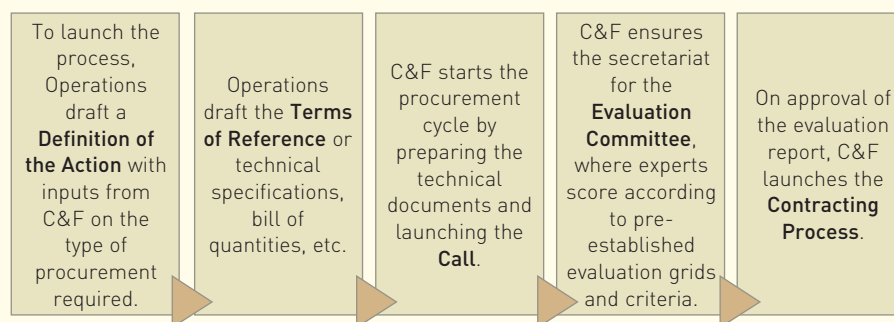 To launch the
process,
Operations
draft a
Definition of
the Action with
inputs from
C&F on the
type of
procurement
required.
Operations
draft the Terms
of Reference or
technical
specifications,
bill of
quantities, etc.
C&F starts the
procurement
cycle by
preparing the
technical
documents and
launching the
Call.
C&F ensures
the secretariat
for the
Evaluation
Committee,
where experts
score according
to pre-
established
evaluation grids
and criteria.
On approval of
the evaluation
report, C&F
launches the
Contracting
Process.